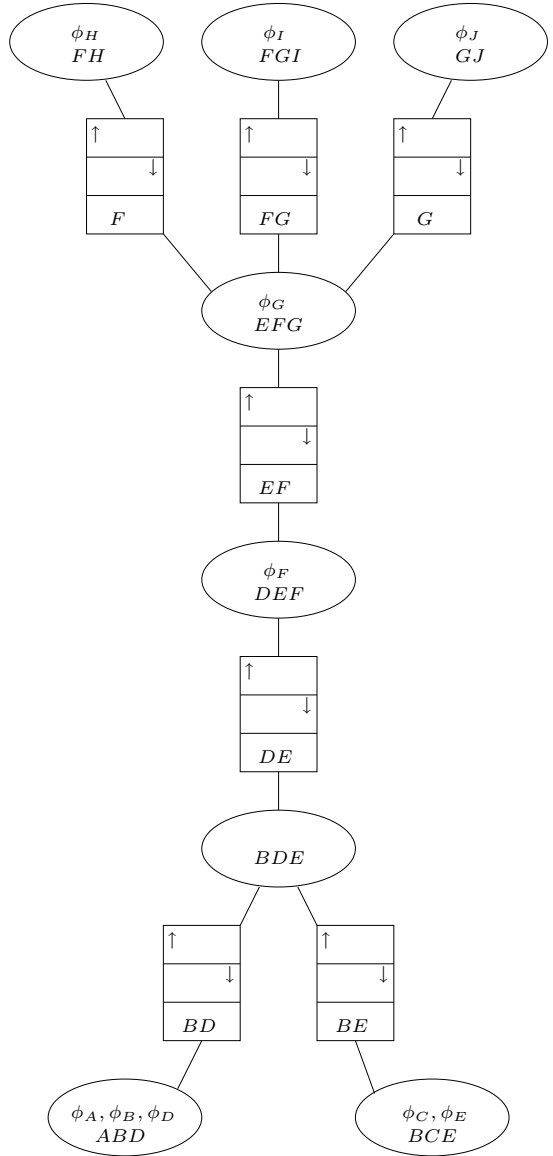 ϕ_H ϕ_I ϕ_J
FH FGI GJ
↑ ↑ ↑
↓ ↓ ↓
F FG G
ϕ_G
EFG
↑
↓
EF
ϕ_F
DEF
↑
↓
DE
BDE
↑ ↑
↓ ↓
BD BE
ϕ_A, ϕ_B, ϕ_D ϕ_C, ϕ_E
ABD BCE